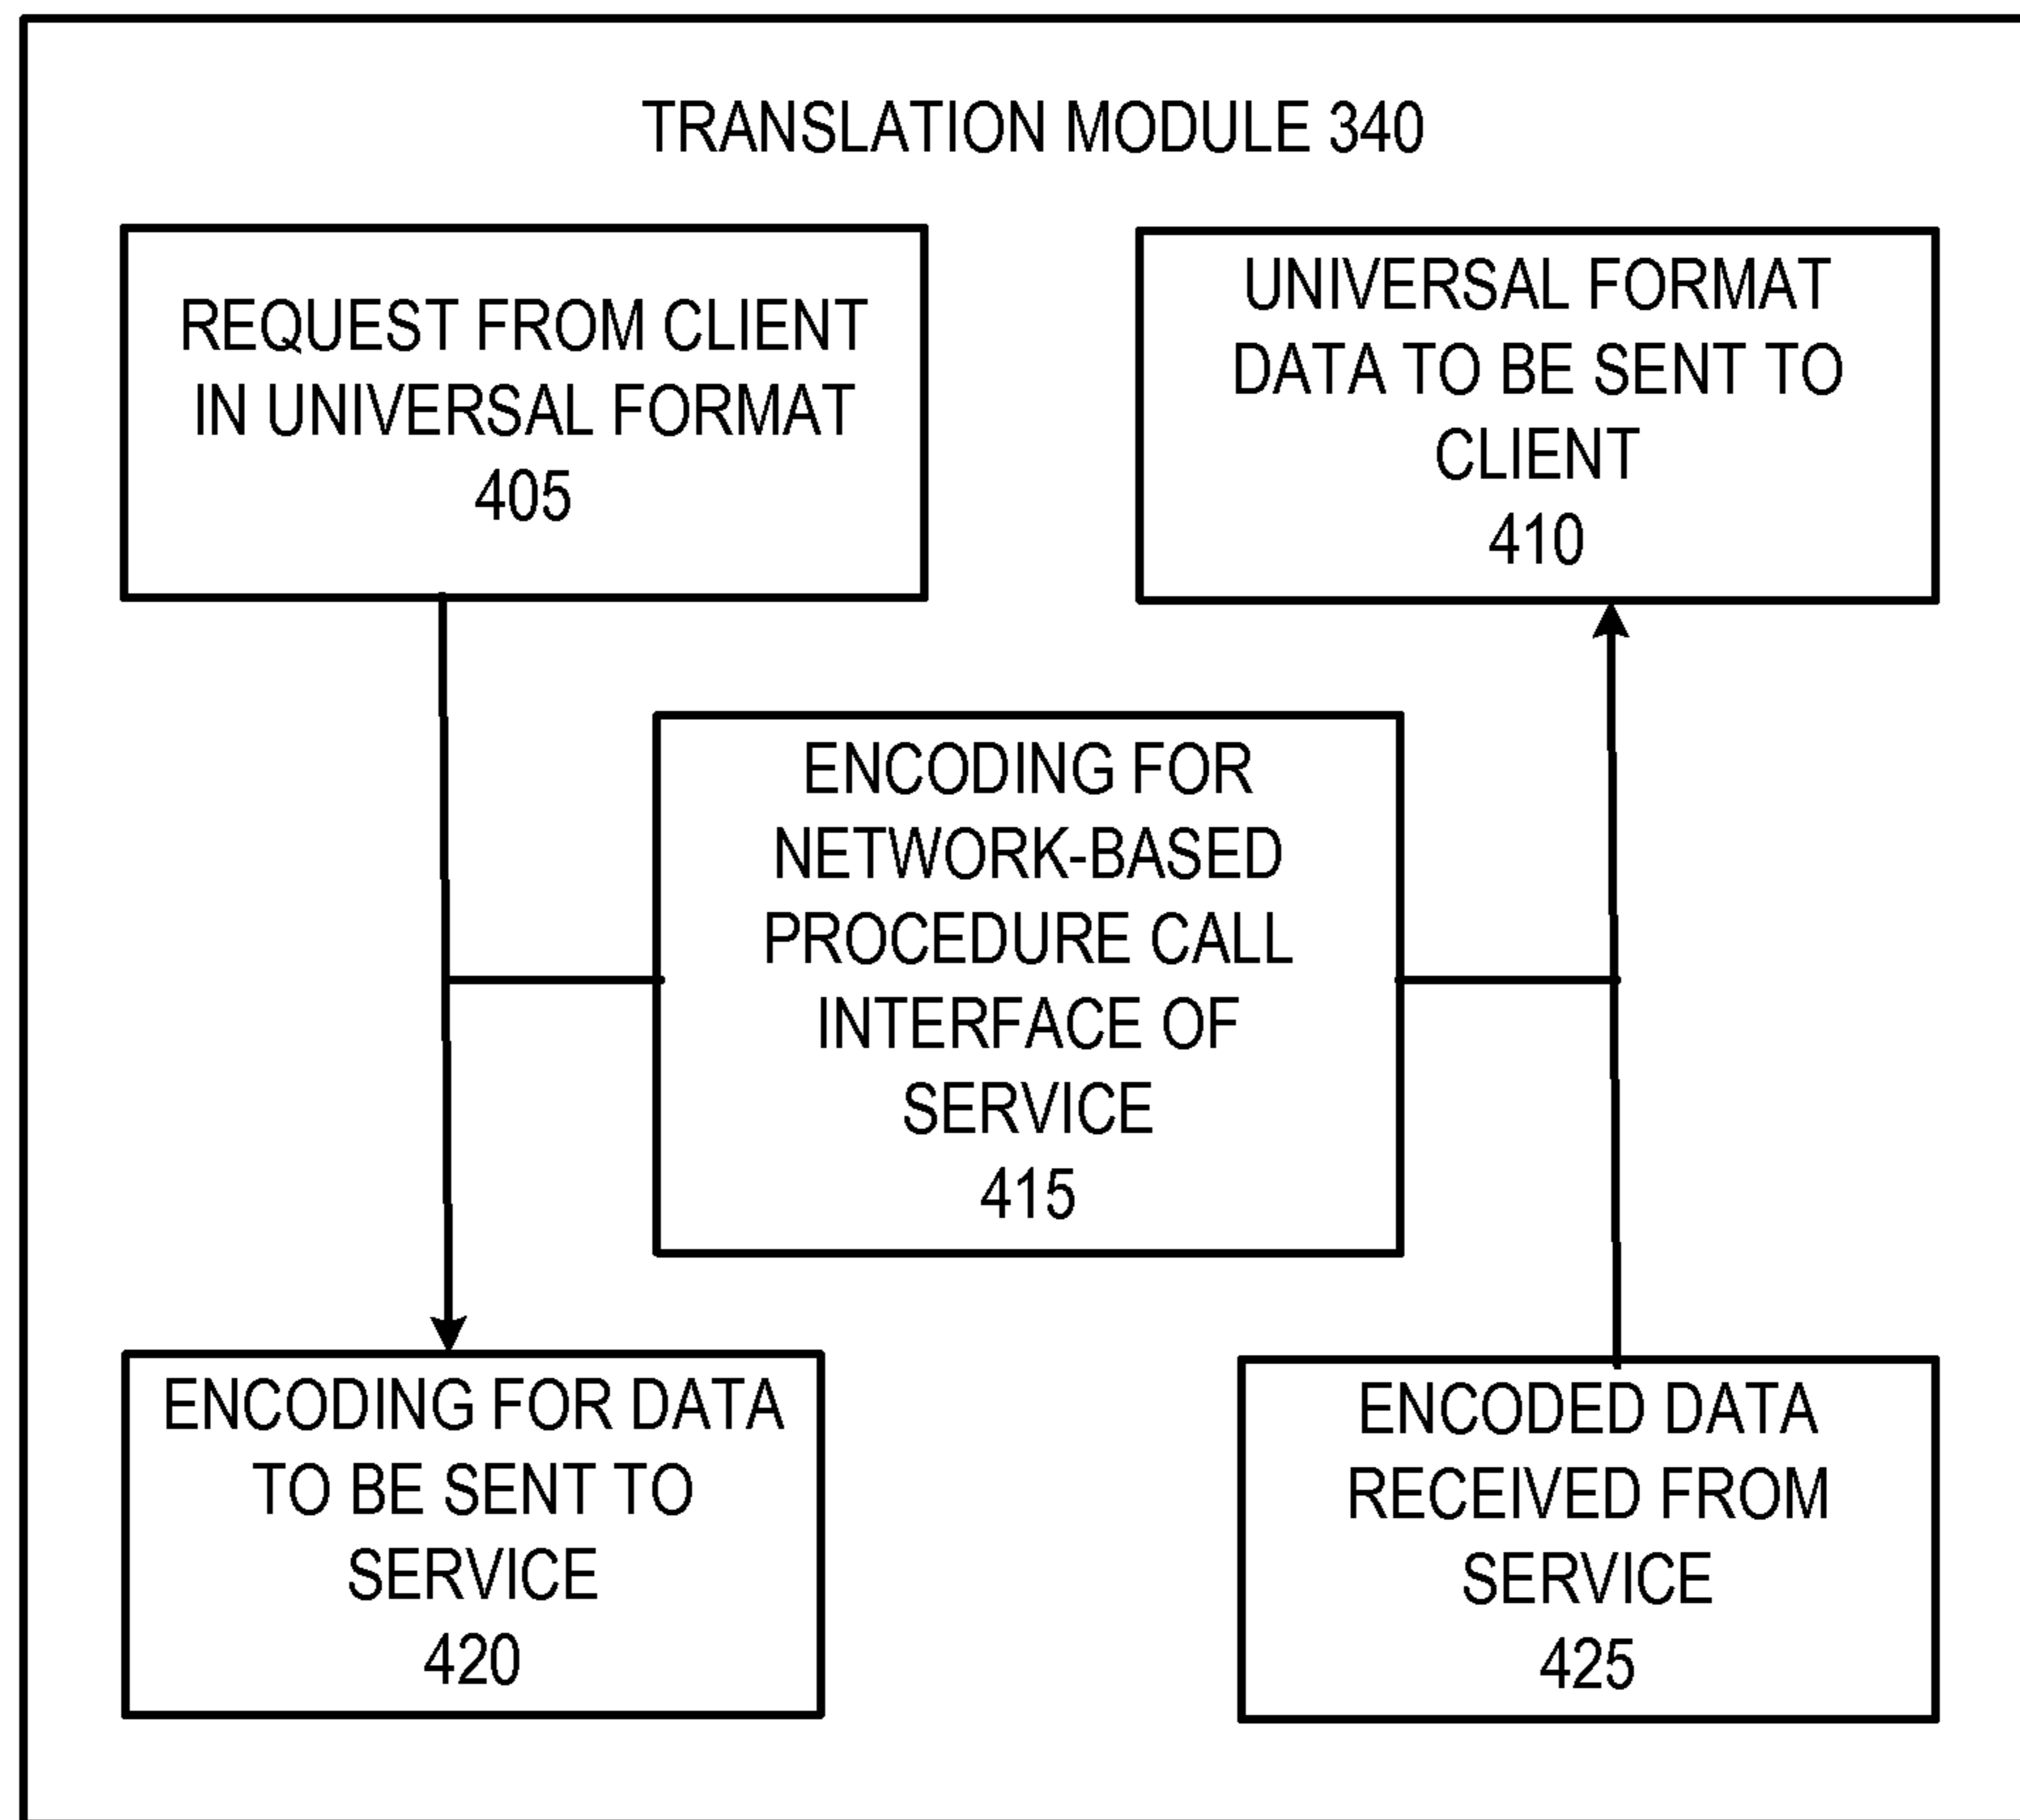 TRANSLATION MODULE 340
REQUEST FROM CLIENT
IN UNIVERSAL FORMAT
405
UNIVERSAL FORMAT
DATA TO BE SENT TO
CLIENT
410
ENCODING FOR
NETWORK-BASED
PROCEDURE CALL
INTERFACE OF
SERVICE
415
ENCODING FOR DATA
TO BE SENT TO
SERVICE
420
ENCODED DATA
RECEIVED FROM
SERVICE
425